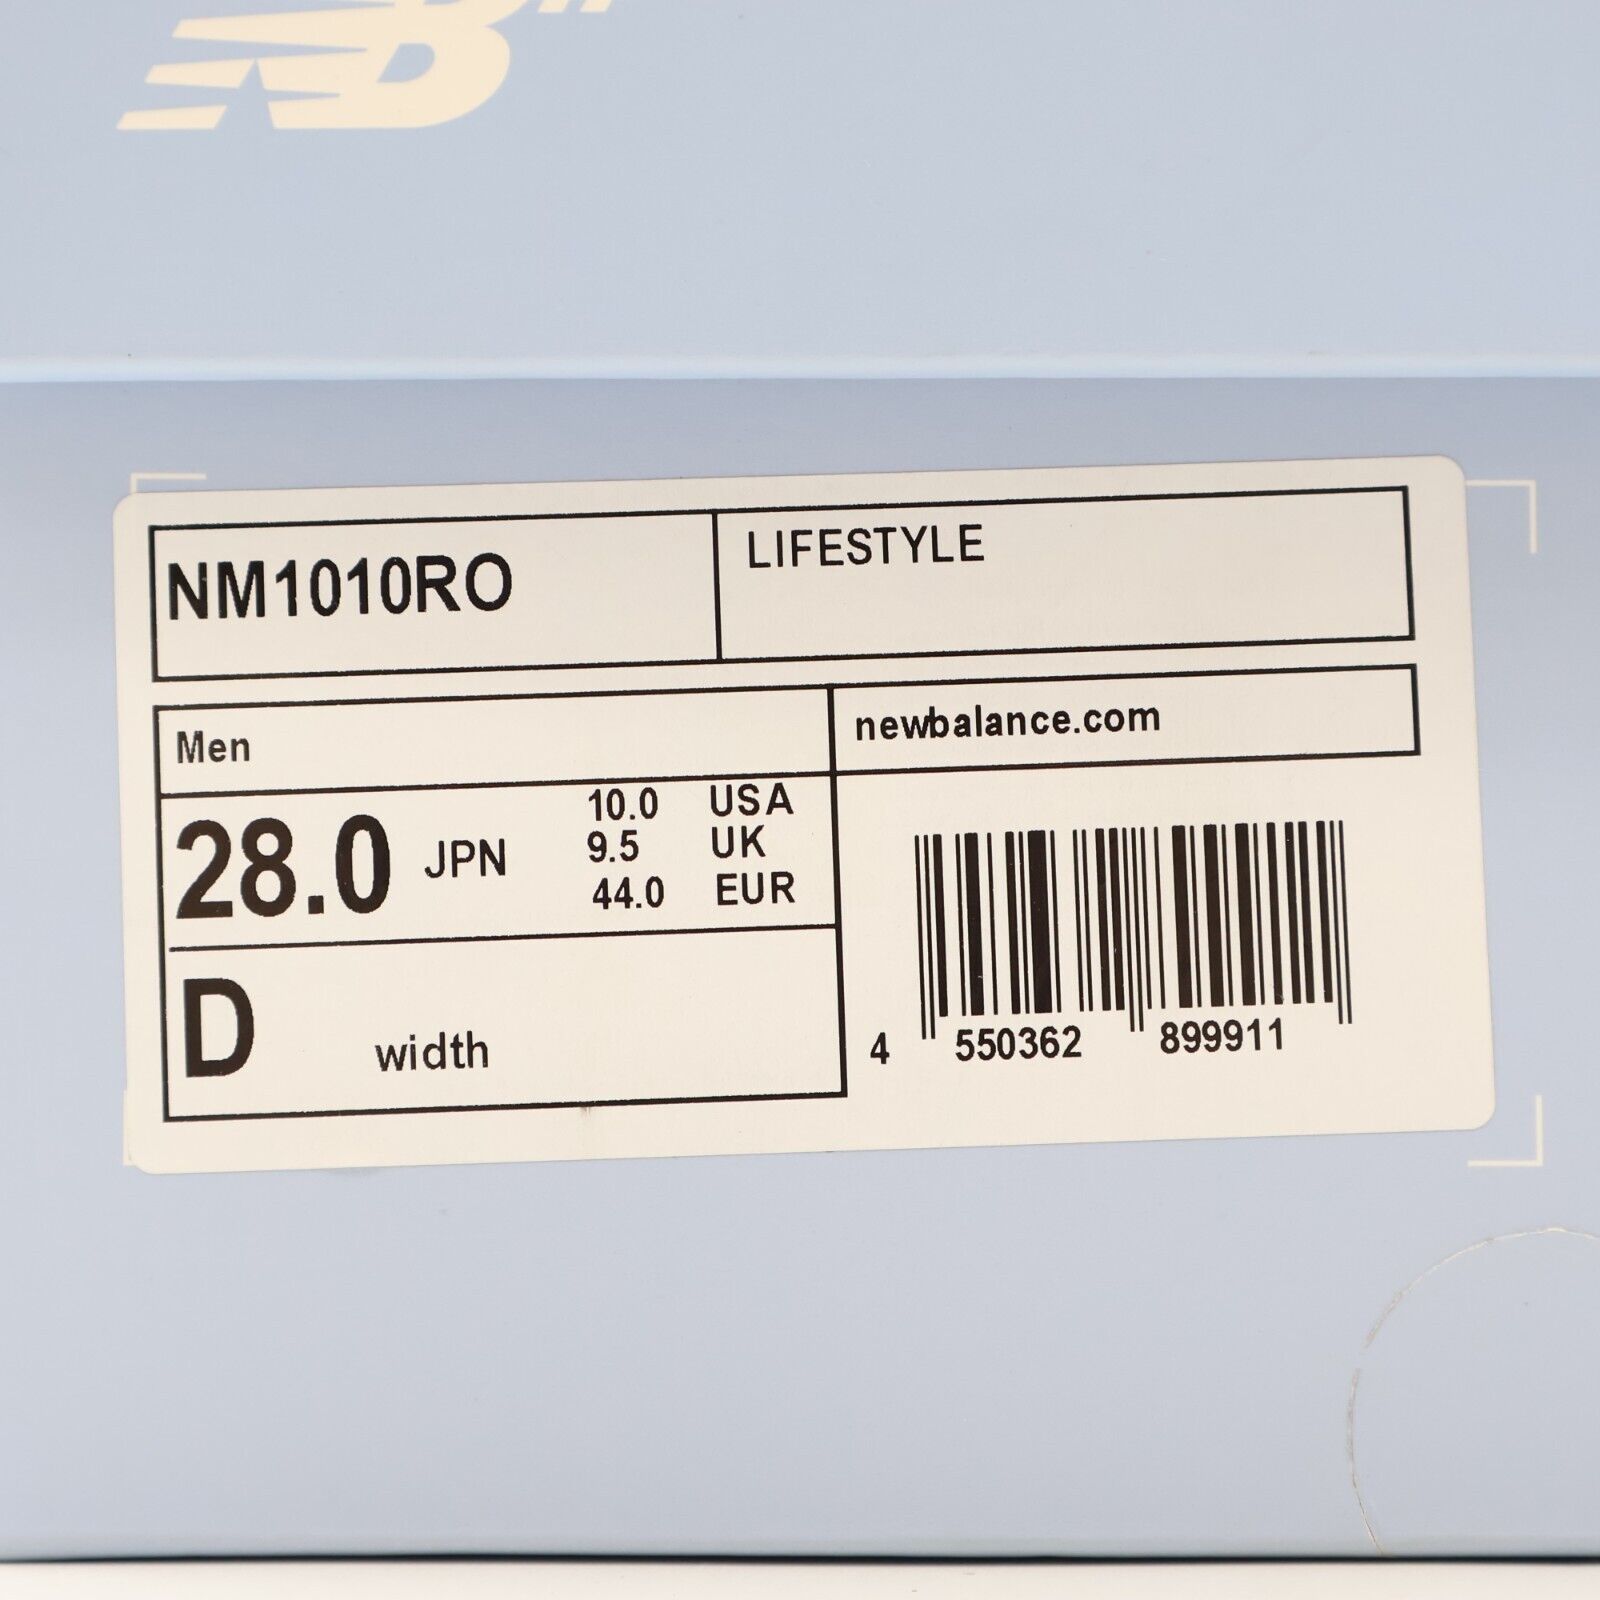 NM1010RO
LIFESTYLE
Men
newbalance.com
28.0 JPN
10.0 USA
9.5 UK
44.0 EUR
D width
4 550362 899911